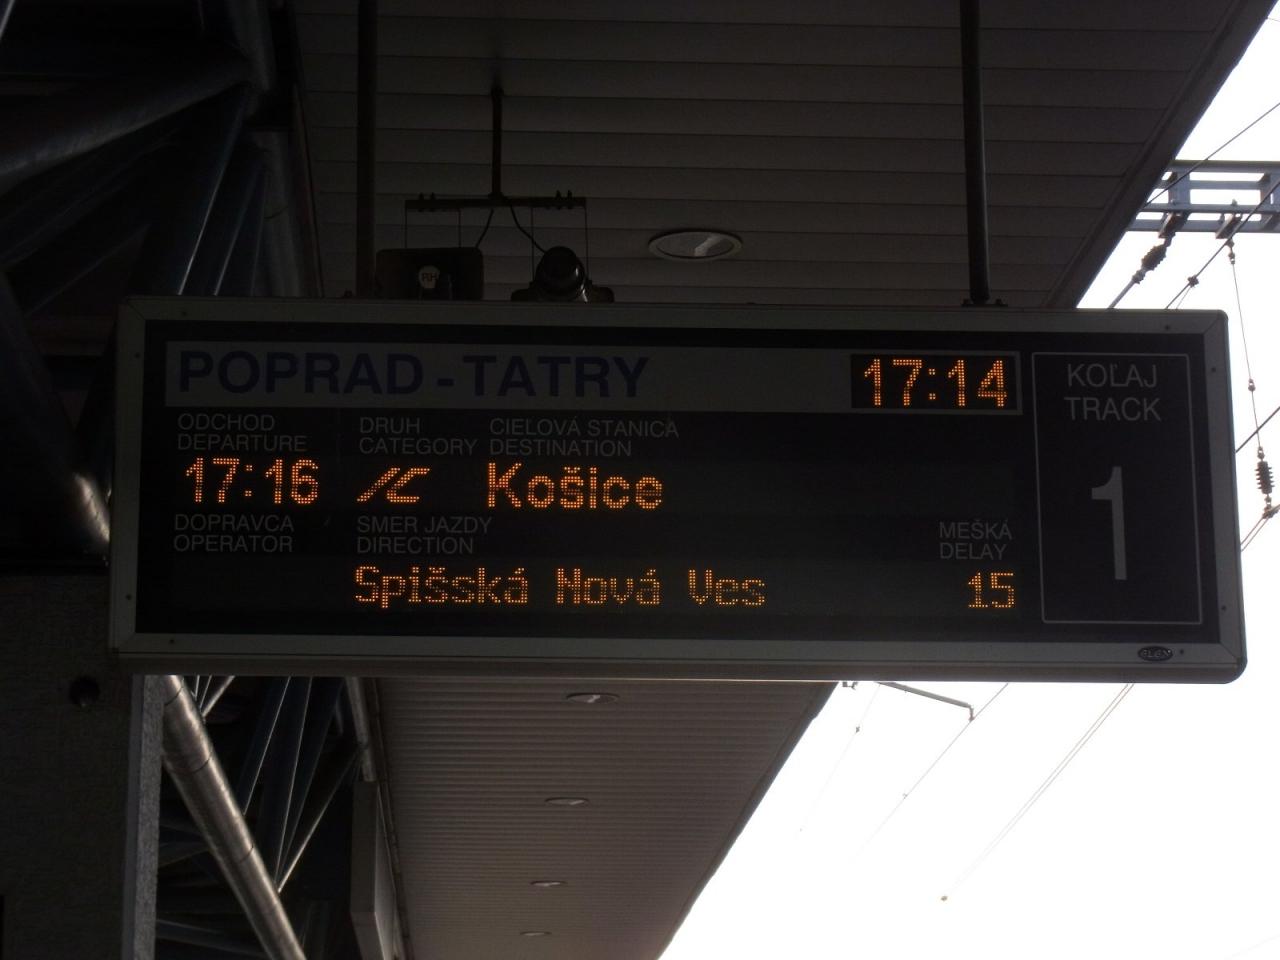 POPRAD - TATRY 17:14
KOĽAJ
TRACK
1
ODCHOD DRUH CIELOVÁ STANICA
DEPARTURE CATEGORY DESTINATION
17:16 IC Košice
DOPRAVCA SMER JAZDY MEŠKÁ
OPERATOR DIRECTION DELAY
Spišská Nová Ves 15